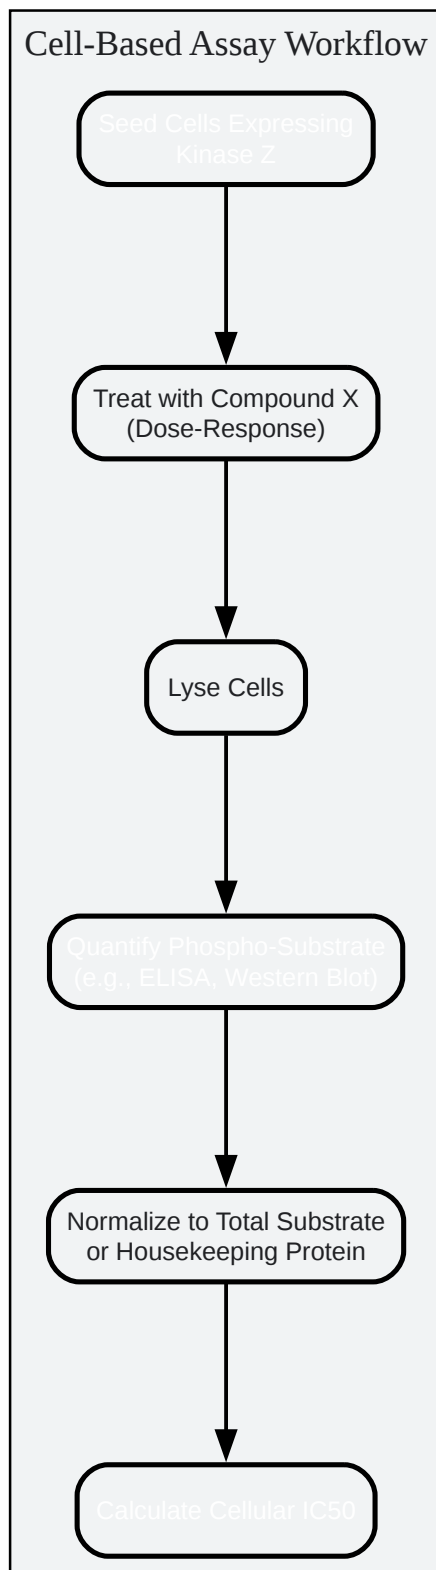 Cell-Based Assay Workflow
Seed Cells Expressing
Kinase Z
Treat with Compound X
(Dose-Response)
Lyse Cells
Quantify Phospho-Substrate
(e.g., ELISA, Western Blot)
Normalize to Total Substrate
or Housekeeping Protein
Calculate Cellular IC50